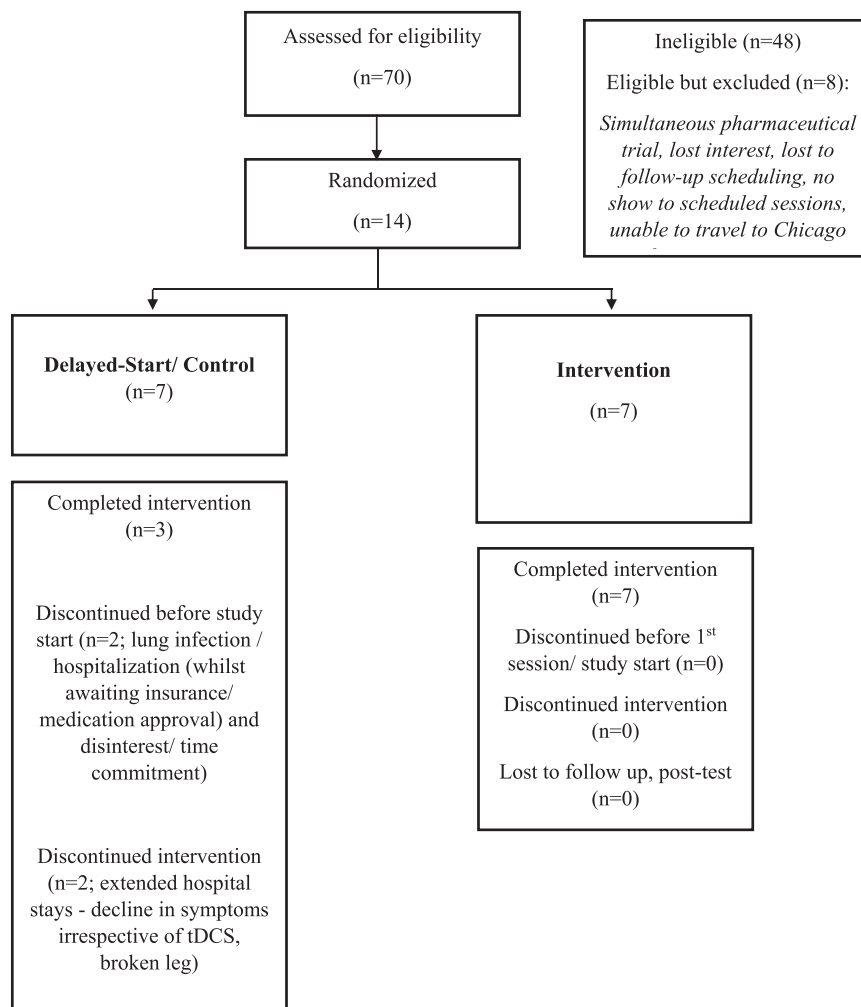 Assessed for eligibility
(n=70)
Ineligible (n=48)
Eligible but excluded (n=8):
Simultaneous pharmaceutical
trial, lost interest, lost to
follow-up scheduling, no
show to scheduled sessions,
unable to travel to Chicago
Randomized
(n=14)
Delayed-Start/ Control
(n=7)
Intervention
(n=7)
Completed intervention
(n=3)
Discontinued before study
start (n=2; lung infection /
hospitalization (whilst
awaiting insurance/
medication approval) and
disinterest/ time
commitment)
Discontinued intervention
(n=2; extended hospital
stays - decline in symptoms
irrespective of tDCS,
broken leg)
Completed intervention
(n=7)
Discontinued before 1st
session/ study start (n=0)
Discontinued intervention
(n=0)
Lost to follow up, post-test
(n=0)